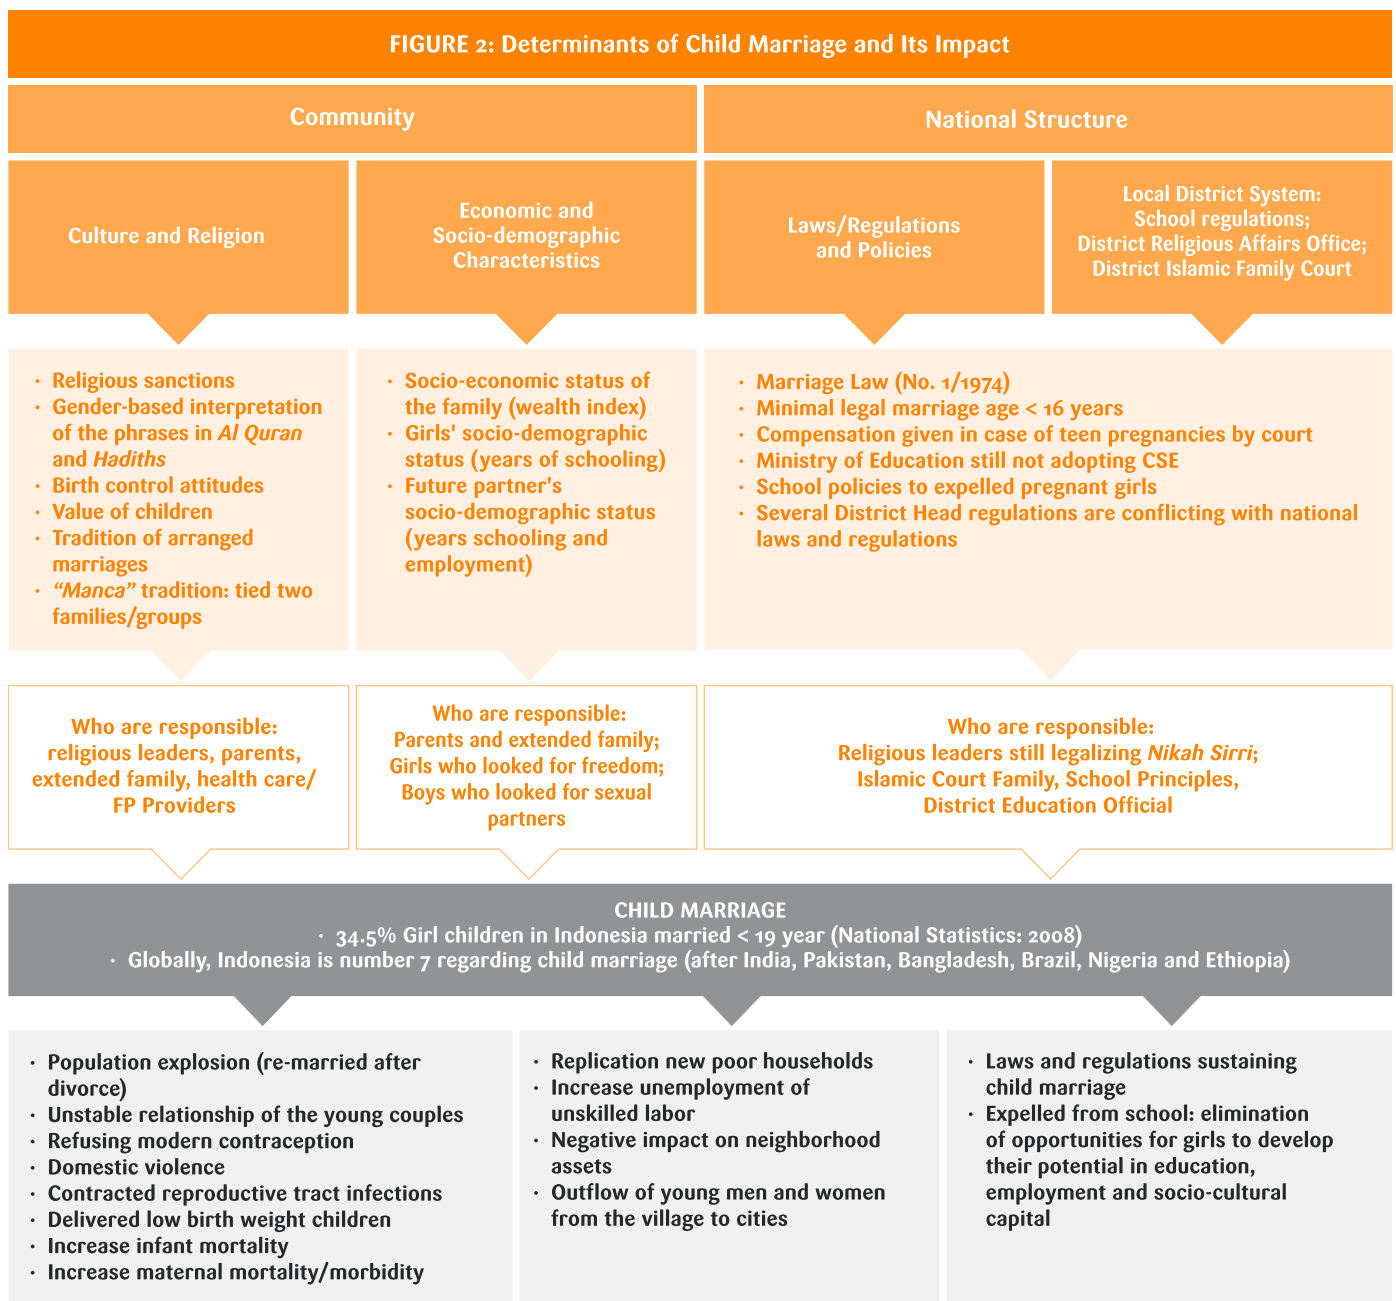 FIGURE 2: Determinants of Child Marriage and Its Impact
Community
National Structure
Culture and Religion
Economic and
Socio-demographic
Characteristics
Laws/Regulations
and Policies
Local District System:
School regulations;
District Religious Affairs Office;
District Islamic Family Court
· Religious sanctions
· Gender-based interpretation
of the phrases in Al Quran
and Hadiths
· Birth control attitudes
· Value of children
· Tradition of arranged
marriages
· “Manca” tradition: tied two
families/groups
· Socio-economic status of
the family (wealth index)
· Girls' socio-demographic
status (years of schooling)
· Future partner's
socio-demographic status
(years schooling and
employment)
· Marriage Law (No. 1/1974)
· Minimal legal marriage age < 16 years
· Compensation given in case of teen pregnancies by court
· Ministry of Education still not adopting CSE
· School policies to expelled pregnant girls
· Several District Head regulations are conflicting with national
laws and regulations
Who are responsible:
religious leaders, parents,
extended family, health care/
FP Providers
Who are responsible:
Parents and extended family;
Girls who looked for freedom;
Boys who looked for sexual
partners
Who are responsible:
Religious leaders still legalizing Nikah Sirri;
Islamic Court Family, School Principles,
District Education Official
CHILD MARRIAGE
· 34.5% Girl children in Indonesia married < 19 year (National Statistics: 2008)
· Globally, Indonesia is number 7 regarding child marriage (after India, Pakistan, Bangladesh, Brazil, Nigeria and Ethiopia)
· Population explosion (re-married after
divorce)
· Unstable relationship of the young couples
· Refusing modern contraception
· Domestic violence
· Contracted reproductive tract infections
· Delivered low birth weight children
· Increase infant mortality
· Increase maternal mortality/morbidity
· Replication new poor households
· Increase unemployment of
unskilled labor
· Negative impact on neighborhood
assets
· Outflow of young men and women
from the village to cities
· Laws and regulations sustaining
child marriage
· Expelled from school: elimination
of opportunities for girls to develop
their potential in education,
employment and socio-cultural
capital